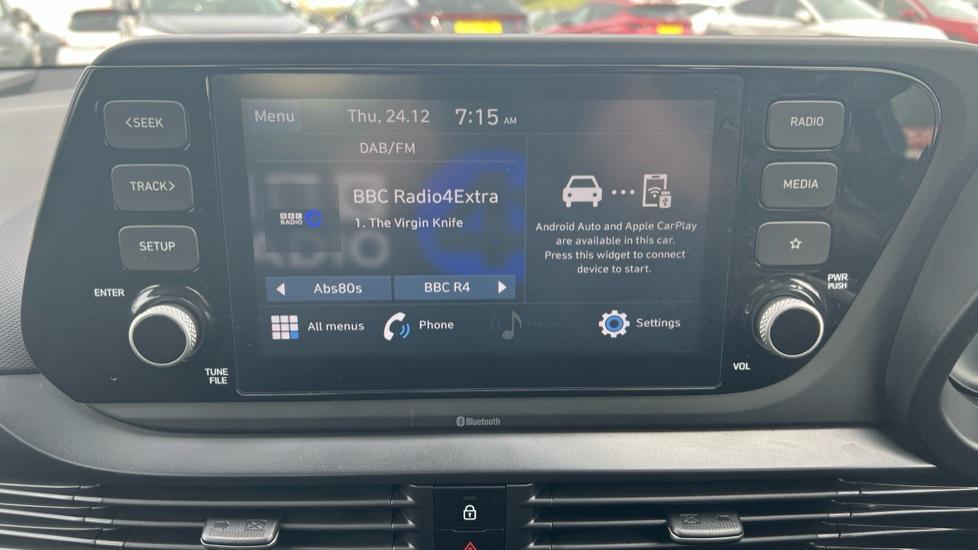 <SEEK
TRACK>
SETUP
ENTER
TUNE
FILE
Menu
Thu, 24.12
7:15 AM
DAB/FM
BBC
RADIO
BBC Radio4Extra
1. The Virgin Knife
Abs80s
BBC R4
Android Auto and Apple CarPlay
are available in this car.
Press this widget to connect
device to start.
All menus
Phone
Media
Settings
RADIO
MEDIA
PWR
PUSH
VOL
Bluetooth